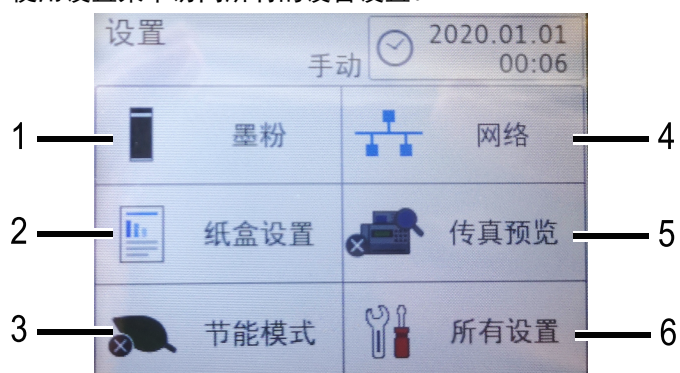 设置
手动
2020.01.01
00:06
1 墨粉 网络 4
2 纸盒设置 传真预览 5
3 节能模式 所有设置 6